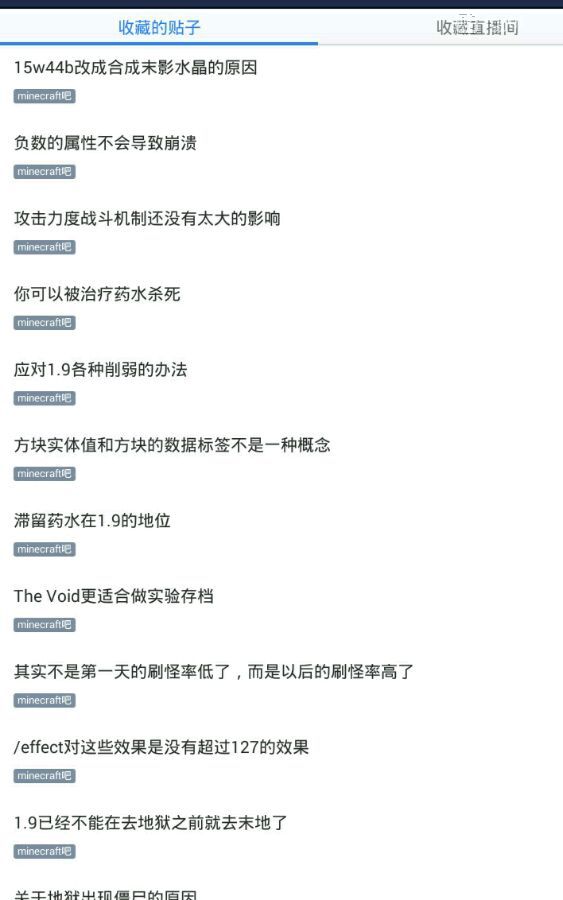 收藏的贴子
收藏直播间
15w44b改成合成末影水晶的原因
minecraft吧
负数的属性不会导致崩溃
minecraft吧
攻击力度战斗机制还没有太大的影响
minecraft吧
你可以被治疗药水杀死
minecraft吧
应对1.9各种削弱的办法
minecraft吧
方块实体值和方块的数据标签不是一种概念
minecraft吧
滞留药水在1.9的地位
minecraft吧
The Void更适合做实验存档
minecraft吧
其实不是第一天的刷怪率低了，而是以后的刷怪率高了
minecraft吧
/effect对这些效果是没有超过127的效果
minecraft吧
1.9已经不能在去地狱之前就去末地了
minecraft吧
关于地狱出现僵尸的原因